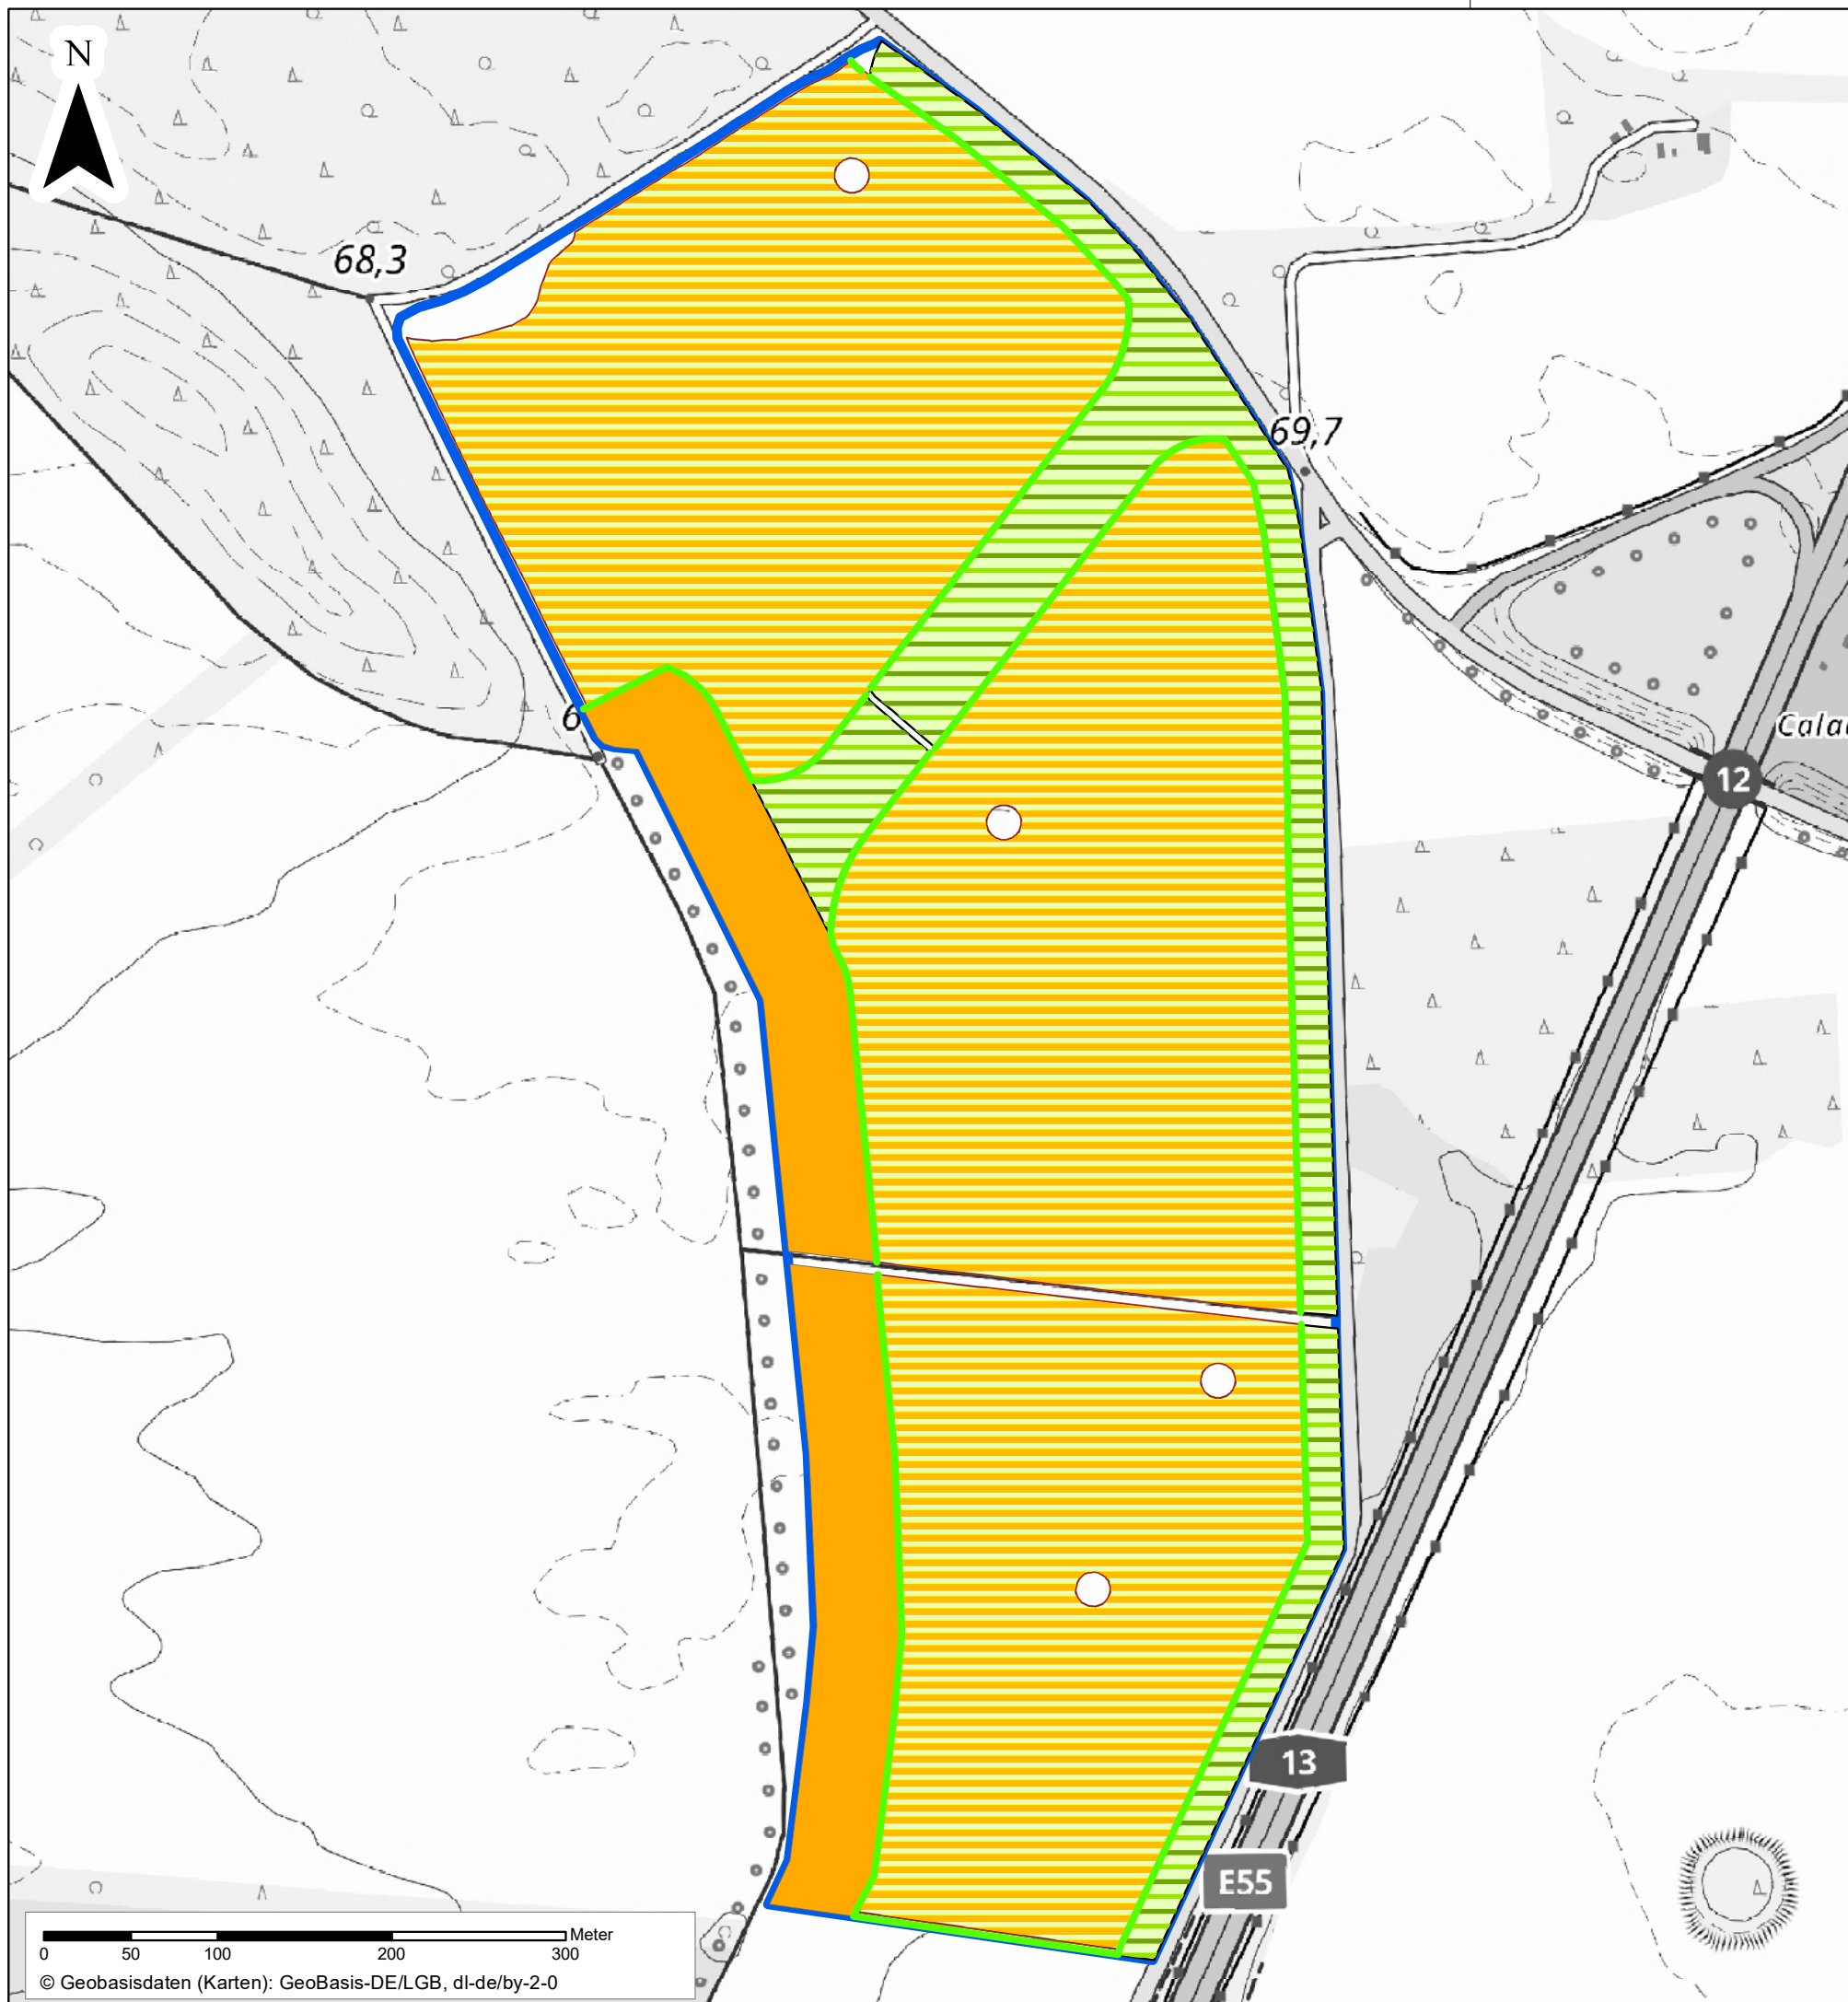 N
68,3
69,7
6
Cala
12
13
E55
Meter
0 50 100 200 300
© Geobasisdaten (Karten): GeoBasis-DE/LGB, dl-de/by-2-0